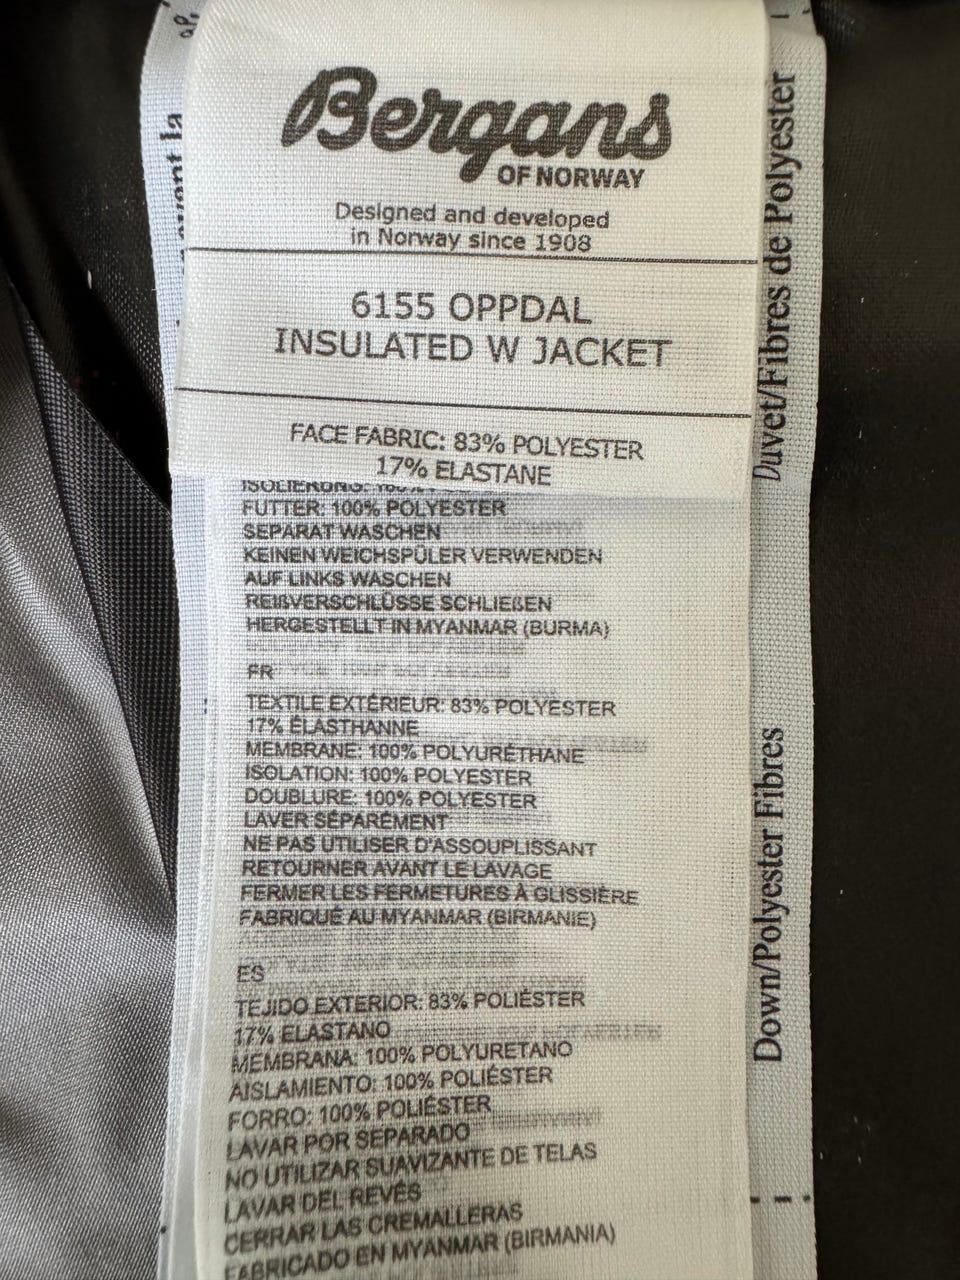 Bergans
OF NORWAY
Designed and developed
in Norway since 1908
6155 OPPDAL
INSULATED W JACKET
FACE FABRIC: 83% POLYESTER
17% ELASTANE
ISOLIERUNG: 100%
FUTTER: 100% POLYESTER
SEPARAT WASCHEN
KEINEN WEICHSPÜLER VERWENDEN
AUF LINKS WASCHEN
REIßVERSCHLÜSSE SCHLIEßEN
HERGESTELLT IN MYANMAR (BURMA)
FR
TEXTILE EXTÉRIEUR: 83% POLYESTER
17% ÉLASTHANNE
MEMBRANE: 100% POLYURÉTHANE
ISOLATION: 100% POLYESTER
DOUBLURE: 100% POLYESTER
LAVER SÉPARÉMENT
NE PAS UTILISER D'ASSOUPLISSANT
RETOURNER AVANT LE LAVAGE
FERMER LES FERMETURES À GLISSIÈRE
FABRIQUÉ AU MYANMAR (BIRMANIE)
ES
TEJIDO EXTERIOR: 83% POLIÉSTER
17% ELASTANO
MEMBRANA: 100% POLYURETANO
AISLAMIENTO: 100% POLIÉSTER
FORRO: 100% POLIÉSTER
LAVAR POR SEPARADO
NO UTILIZAR SUAVIZANTE DE TELAS
LAVAR DEL REVÉS
CERRAR LAS CREMALLERAS
FABRICADO EN MYANMAR (BIRMANIA)
Duvet/Fibres de Polyester
Down/Polyester Fibres
la